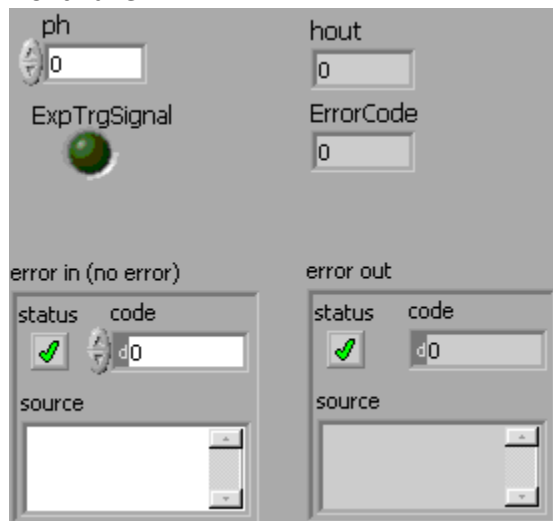 ph
0
hout
0
ExpTrgSignal
ErrorCode
0
error in (no error)
status
code
d0
source
error out
status
code
d0
source